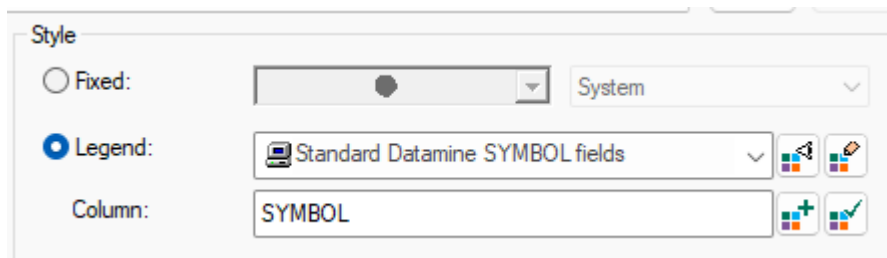 Style
Fixed: System
Legend: Standard Datamine SYMBOL fields
Column: SYMBOL